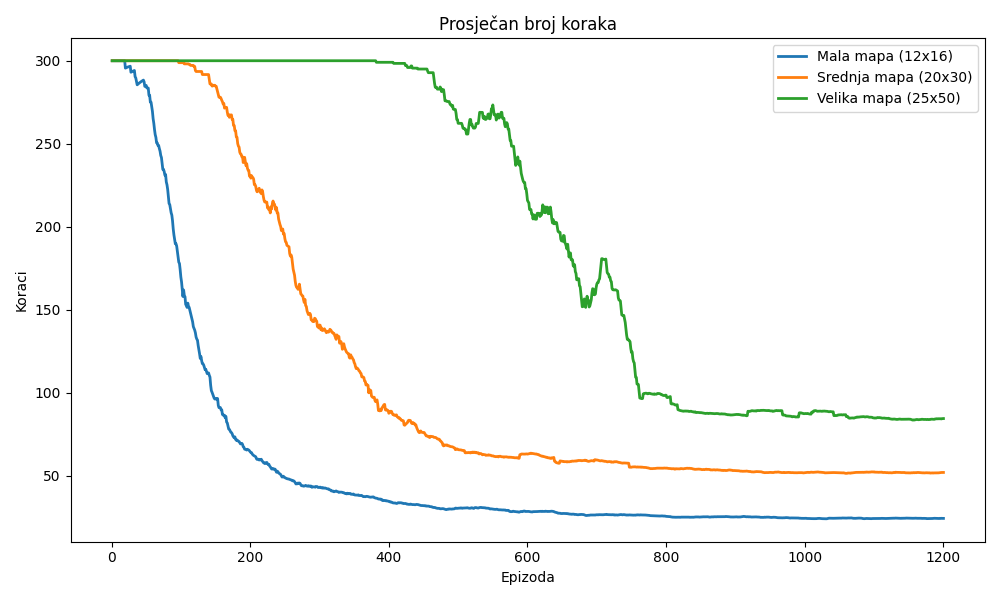 Prosječan broj koraka
Mala mapa (12x16)
Srednja mapa (20x30)
Velika mapa (25x50)
Koraci
300
250
200
150
100
50
0
200
400
600
800
1000
1200
Epizoda